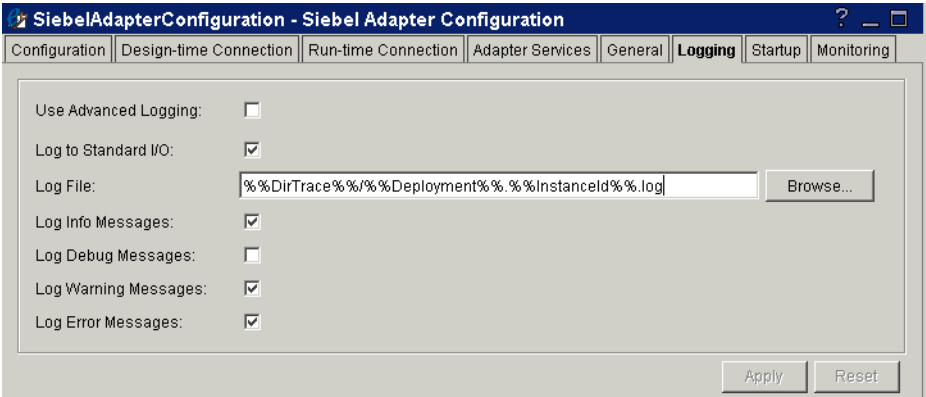 SiebelAdapterConfiguration - Siebel Adapter Configuration ?
Configuration Design-time Connection Run-time Connection Adapter Services General Logging Startup Monitoring
Use Advanced Logging:
Log to Standard I/O:
Log File: %%DirTrace%%/%%Deployment%%.%%InstanceId%%.log Browse...
Log Info Messages:
Log Debug Messages:
Log Warning Messages:
Log Error Messages:
Apply Reset